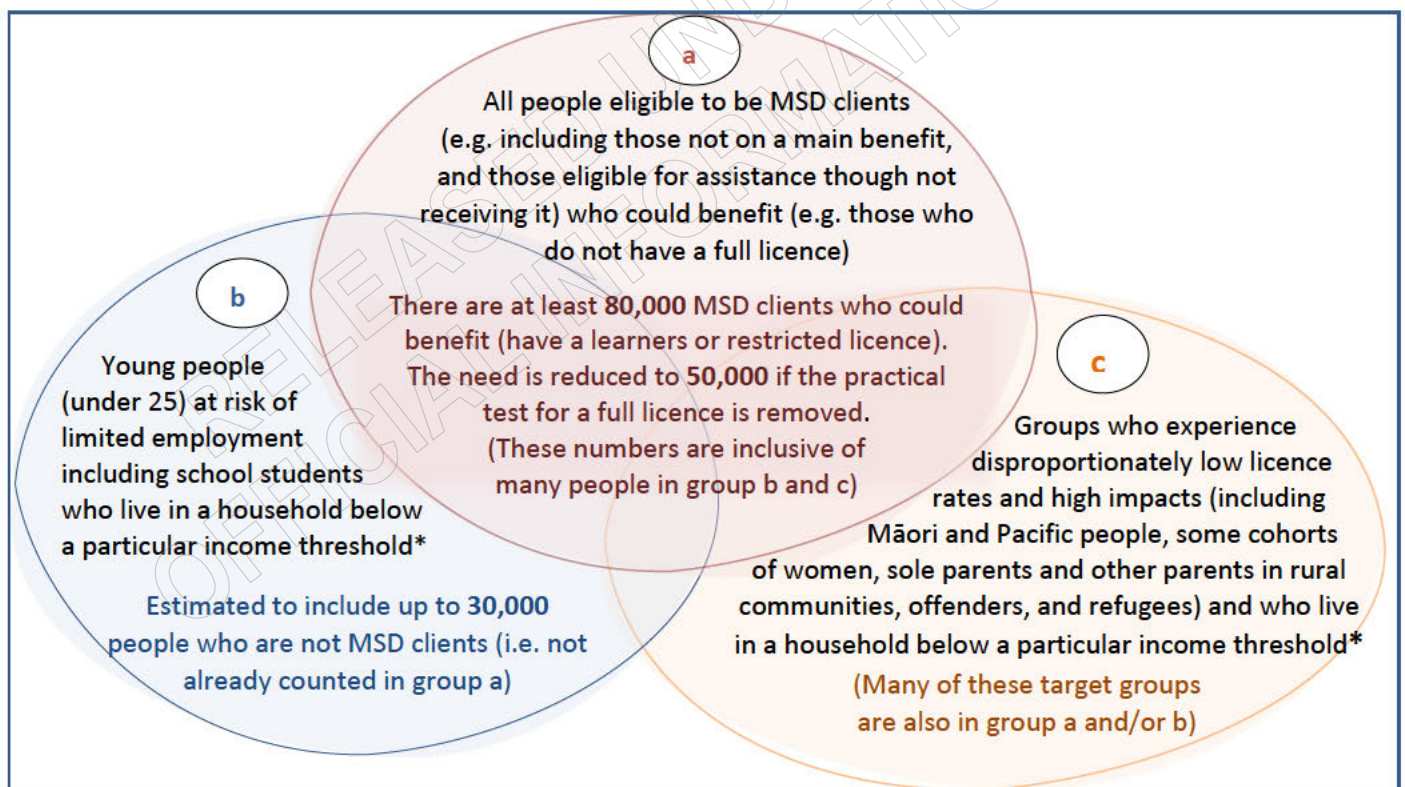 a
All people eligible to be MSD clients
(e.g. including those not on a main benefit,
and those eligible for assistance though not
receiving it) who could benefit (e.g. those who
do not have a full licence)
There are at least 80,000 MSD clients who could
benefit (have a learners or restricted licence).
The need is reduced to 50,000 if the practical
test for a full licence is removed.
(These numbers are inclusive of
many people in group b and c)
b
Young people
(under 25) at risk of
limited employment
including school students
who live in a household below
a particular income threshold*
Estimated to include up to 30,000
people who are not MSD clients (i.e. not
already counted in group a)
c
Groups who experience
disproportionately low licence
rates and high impacts (including
Māori and Pacific people, some cohorts
of women, sole parents and other parents in rural
communities, offenders, and refugees) and who live
in a household below a particular income threshold*
(Many of these target groups
are also in group a and/or b)
RELEASED UND
OFFICIAL INFORMATIO